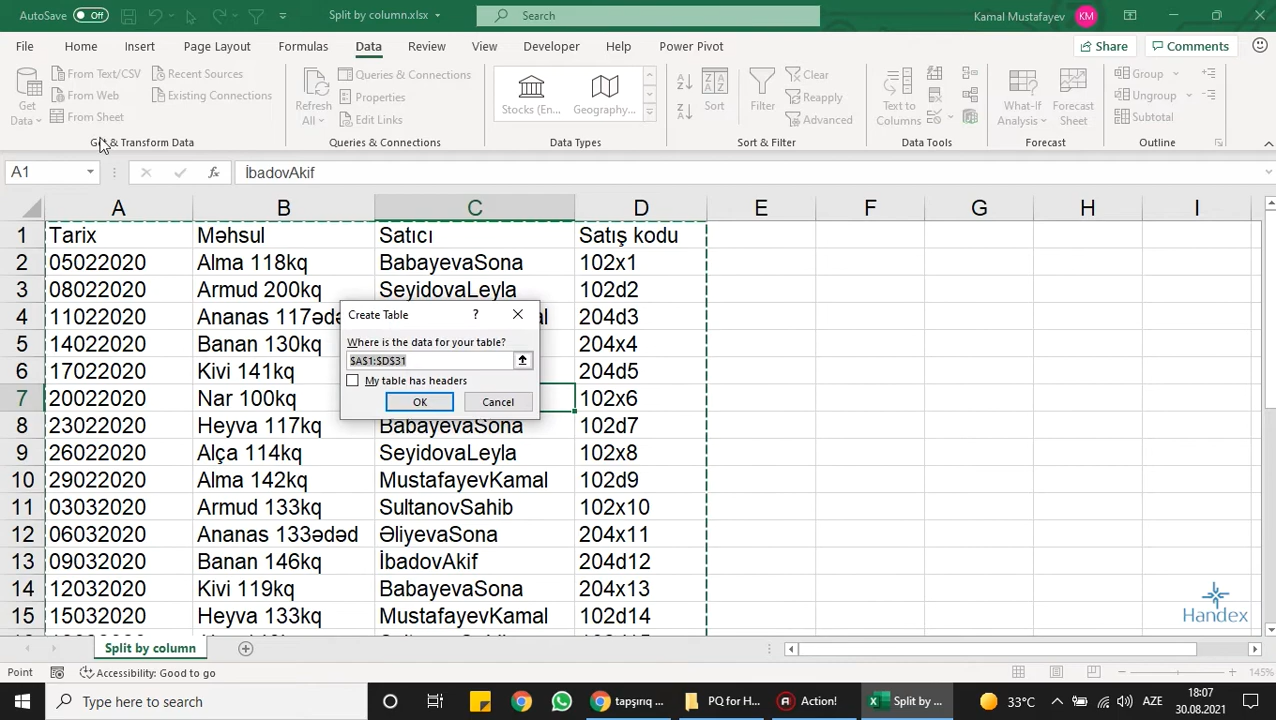 AutoSave Off Split by column.xlsx Search Kamal Mustafayev KM
File Home Insert Page Layout Formulas Data Review View Developer Help Power Pivot Share Comments
Get Data From Text/CSV Recent Sources Refresh All Queries & Connections Stocks (En... Geography... Sort Filter Clear Text to Columns What-If Analysis Forecast Sheet Group
From Web Existing Connections Properties Reapply Ungroup
From Sheet Edit Links Advanced Subtotal
Get & Transform Data Queries & Connections Data Types Sort & Filter Data Tools Forecast Outline
A1 fx İbadovAkif
A B C D E F G H I
1 Tarix Məhsul Satıcı Satış kodu
2 05022020 Alma 118kq BabayevaSona 102x1
3 08022020 Armud 200kq SeyidovaLeyla 102d2
4 11022020 Ananas 117əd al 204d3
5 14022020 Banan 130kq 204x4
6 17022020 Kivi 141kq 204d5
7 20022020 Nar 100kq 102x6
8 23022020 Heyva 117kq BabayevaSona 102d7
9 26022020 Alça 114kq SeyidovaLeyla 102x8
10 29022020 Alma 142kq MustafayevKamal 102d9
11 03032020 Armud 133kq SultanovSahib 102x10
12 06032020 Ananas 133ədəd ƏliyevaSona 204x11
13 09032020 Banan 146kq İbadovAkif 204d12
14 12032020 Kivi 119kq BabayevaSona 204x13
15 15032020 Heyva 133kq MustafayevKamal 102d14
Create Table ?
Where is the data for your table?
$A$1:$D$31
My table has headers
OK Cancel
Handex
Split by column
Point Accessibility: Good to go 145%
Type here to search tapşırıq ... PQ for H... Action! Split by ... 33°C AZE 18:07
30.08.2021